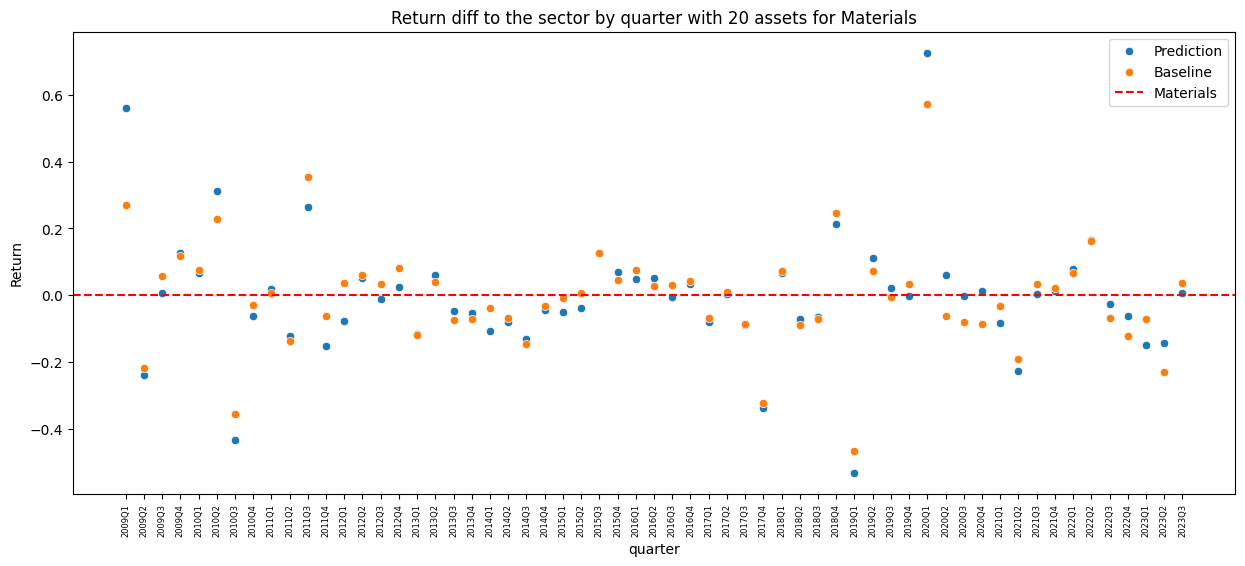 Return diff to the sector by quarter with 20 assets for Materials
Prediction
Baseline
Materials
Return
0.6
0.4
0.2
0.0
−0.2
−0.4
2009Q1
2009Q2
2009Q3
2009Q4
2010Q1
2010Q2
2010Q3
2010Q4
2011Q1
2011Q2
2011Q3
2011Q4
2012Q1
2012Q2
2012Q3
2012Q4
2013Q1
2013Q2
2013Q3
2013Q4
2014Q1
2014Q2
2014Q3
2014Q4
2015Q1
2015Q2
2015Q3
2015Q4
2016Q1
2016Q2
2016Q3
2016Q4
2017Q1
2017Q2
2017Q3
2017Q4
2018Q1
2018Q2
2018Q3
2018Q4
2019Q1
2019Q2
2019Q3
2019Q4
2020Q1
2020Q2
2020Q3
2020Q4
2021Q1
2021Q2
2021Q3
2021Q4
2022Q1
2022Q2
2022Q3
2022Q4
2023Q1
2023Q2
2023Q3
quarter